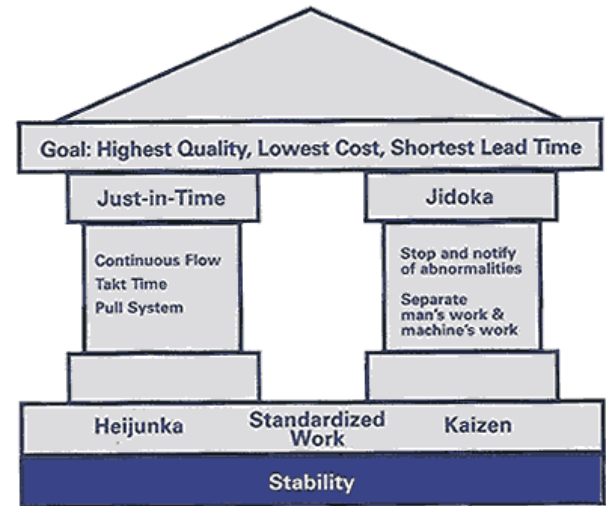 Goal: Highest Quality, Lowest Cost, Shortest Lead Time
Just-in-Time
Continuous Flow
Takt Time
Pull System
Jidoka
Stop and notify
of abnormalities
Separate
man's work &
machine's work
Heijunka
Standardized
Work
Kaizen
Stability